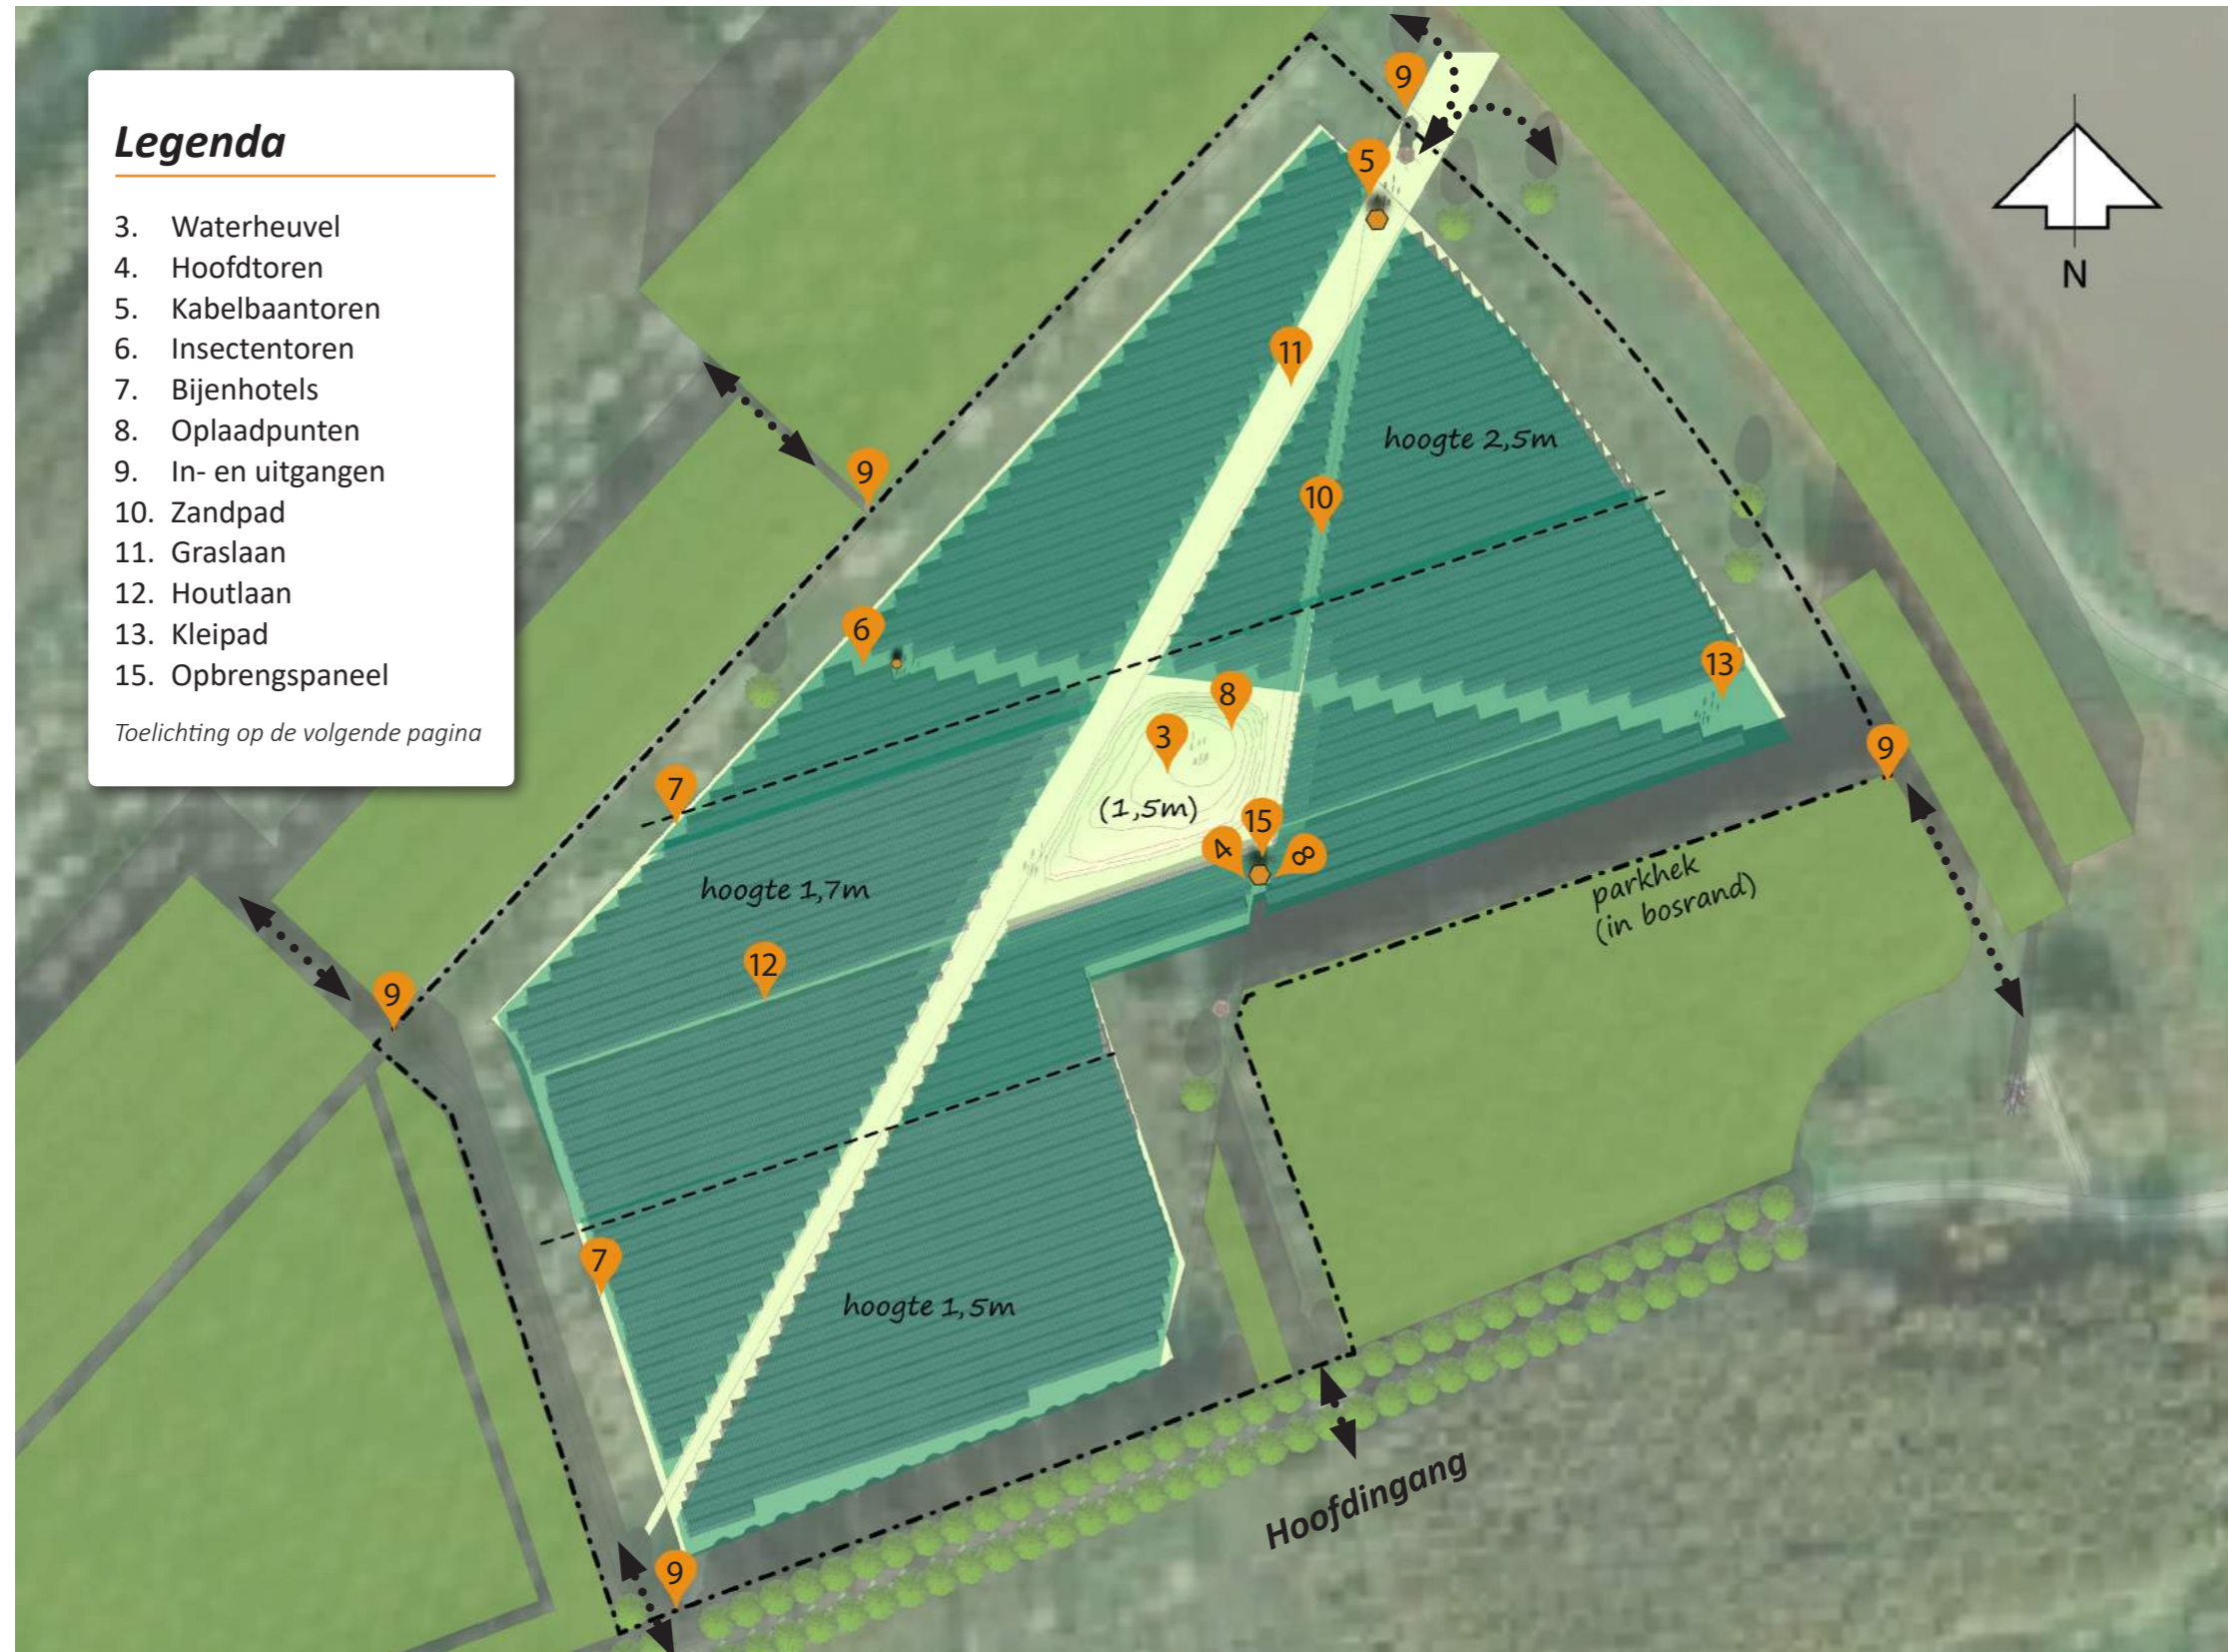 Legenda
3. Waterheuvel
4. Hoofdtoren
5. Kabelbaantoren
6. Insectentoren
7. Bijenhotels
8. Oplaadpunten
9. In- en uitgangen
10. Zandpad
11. Graslaan
12. Houtlaan
13. Kleipad
15. Opbrengspaneel
Toelichting op de volgende pagina
9
5
N
11
hoogte 2,5m
9
10
6
13
8
3
9
7
(1,5m)
15
4
8
hoogte 1,7m
parkhek
(in bosrand)
12
9
7
hoogte 1,5m
Hoofdingang
9